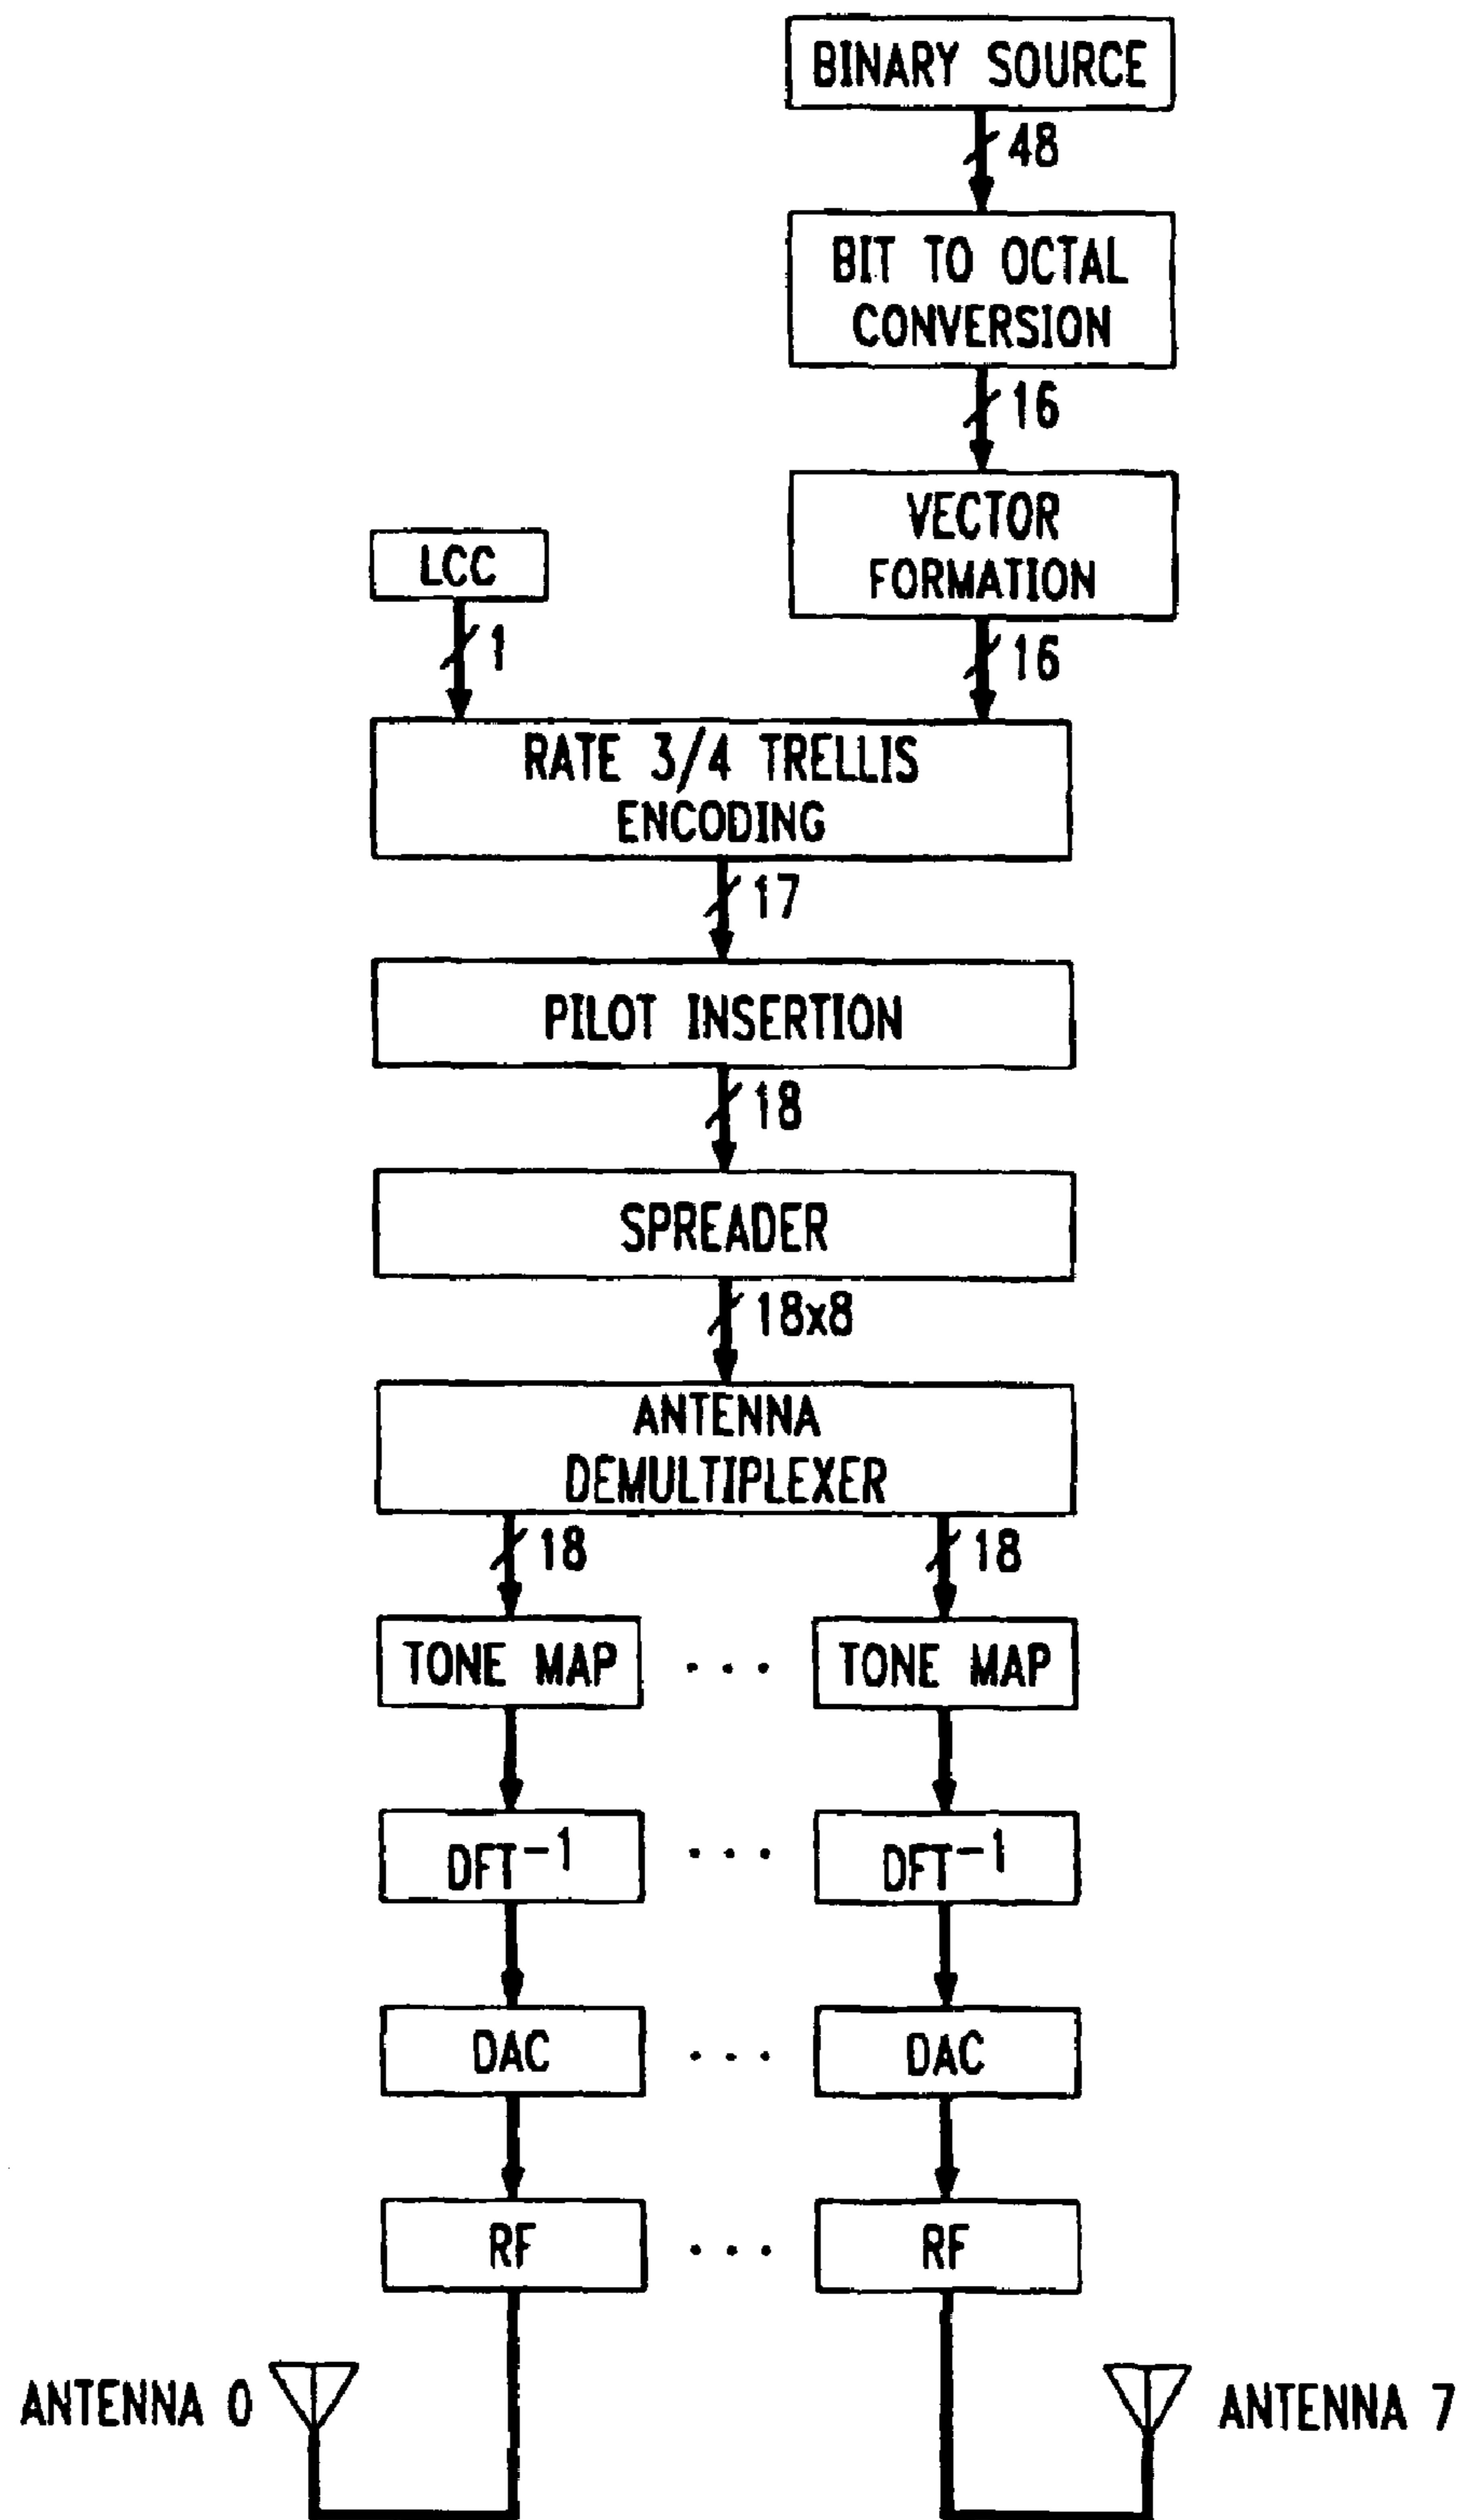 BINARY SOURCE
48
BIT TO OCTAL
CONVERSION
16
VECTOR
FORMATION
LCC
1
16
RATE 3/4 TRELLIS
ENCODING
17
PILOT INSERTION
18
SPREADER
18x8
ANTENNA
DEMULTIPLEXER
18 18
TONE MAP ... TONE MAP
DFT⁻¹ ... DFT⁻¹
DAC ... DAC
RF ... RF
ANTENNA 0 ANTENNA 7